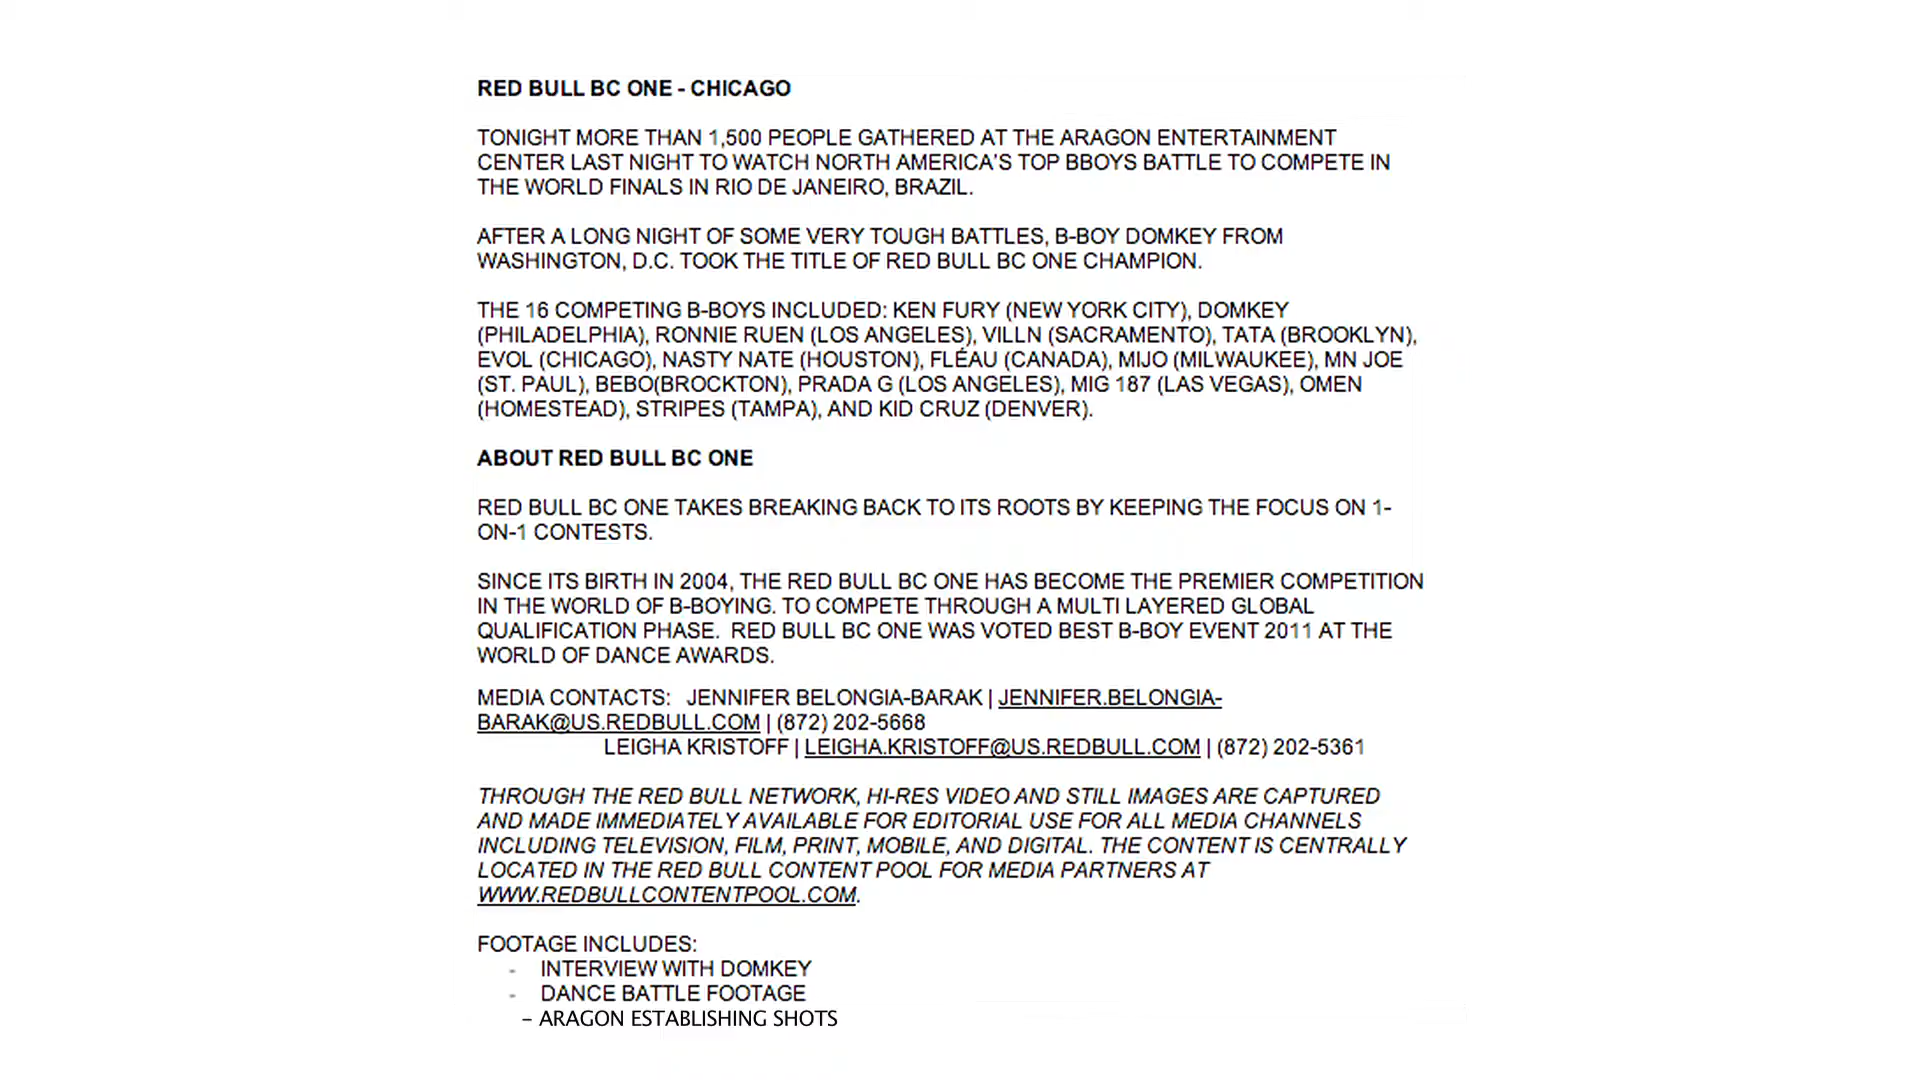 RED BULL BC ONE - CHICAGO
TONIGHT MORE THAN 1,500 PEOPLE GATHERED AT THE ARAGON ENTERTAINMENT
CENTER LAST NIGHT TO WATCH NORTH AMERICA'S TOP BBOYS BATTLE TO COMPETE IN
THE WORLD FINALS IN RIO DE JANEIRO, BRAZIL.
AFTER A LONG NIGHT OF SOME VERY TOUGH BATTLES, B-BOY DOMKEY FROM
WASHINGTON, D.C. TOOK THE TITLE OF RED BULL BC ONE CHAMPION.
THE 16 COMPETING B-BOYS INCLUDED: KEN FURY (NEW YORK CITY), DOMKEY
(PHILADELPHIA), RONNIE RUEN (LOS ANGELES), VILLN (SACRAMENTO), TATA (BROOKLYN),
EVOL (CHICAGO), NASTY NATE (HOUSTON), FLÉAU (CANADA), MIJO (MILWAUKEE), MN JOE
(ST. PAUL), BEBO(BROCKTON), PRADA G (LOS ANGELES), MIG 187 (LAS VEGAS), OMEN
(HOMESTEAD), STRIPES (TAMPA), AND KID CRUZ (DENVER).
ABOUT RED BULL BC ONE
RED BULL BC ONE TAKES BREAKING BACK TO ITS ROOTS BY KEEPING THE FOCUS ON 1-
ON-1 CONTESTS.
SINCE ITS BIRTH IN 2004, THE RED BULL BC ONE HAS BECOME THE PREMIER COMPETITION
IN THE WORLD OF B-BOYING. TO COMPETE THROUGH A MULTI LAYERED GLOBAL
QUALIFICATION PHASE.  RED BULL BC ONE WAS VOTED BEST B-BOY EVENT 2011 AT THE
WORLD OF DANCE AWARDS.
MEDIA CONTACTS:   JENNIFER BELONGIA-BARAK | JENNIFER.BELONGIA-
BARAK@US.REDBULL.COM | (872) 202-5668
LEIGHA KRISTOFF | LEIGHA.KRISTOFF@US.REDBULL.COM | (872) 202-5361
THROUGH THE RED BULL NETWORK, HI-RES VIDEO AND STILL IMAGES ARE CAPTURED
AND MADE IMMEDIATELY AVAILABLE FOR EDITORIAL USE FOR ALL MEDIA CHANNELS
INCLUDING TELEVISION, FILM, PRINT, MOBILE, AND DIGITAL. THE CONTENT IS CENTRALLY
LOCATED IN THE RED BULL CONTENT POOL FOR MEDIA PARTNERS AT
WWW.REDBULLCONTENTPOOL.COM.
FOOTAGE INCLUDES:
- INTERVIEW WITH DOMKEY
- DANCE BATTLE FOOTAGE
– ARAGON ESTABLISHING SHOTS